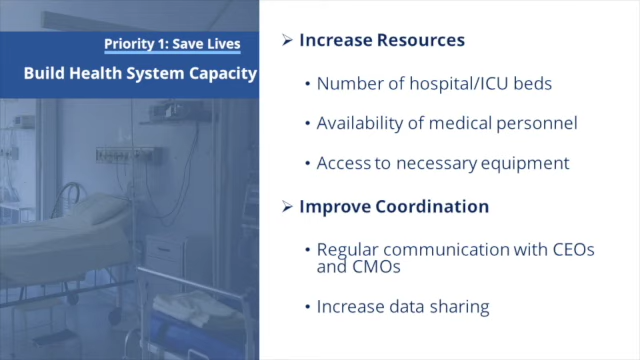 Priority 1: Save Lives
Build Health System Capacity
➢ Increase Resources
• Number of hospital/ICU beds
• Availability of medical personnel
• Access to necessary equipment
➢ Improve Coordination
• Regular communication with CEOs
and CMOs
• Increase data sharing